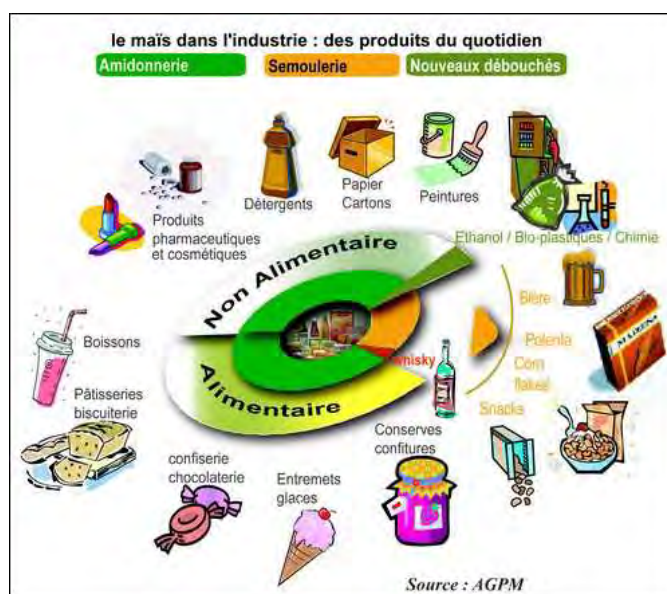 le maïs dans l'industrie : des produits du quotidien
Amidonnerie
Semoulerie
Nouveaux débouchés
Produits
pharmaceutiques
et cosmétiques
Détergents
Papier
Cartons
Peintures
Ethanol / Bio-plastiques / Chimie
Non Alimentaire
Alimentaire
whisky
Bière
Polenta
Corn
flakes
Snacks
Boissons
Pâtisseries
biscuiterie
confiserie
chocolaterie
Entremets
glaces
Conserves
confitures
Source : AGPM